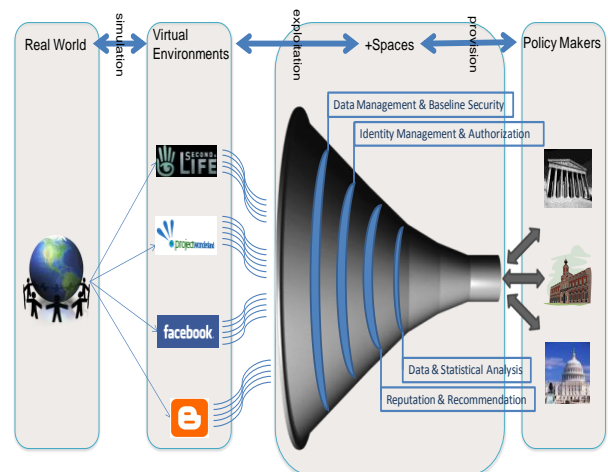 Real World
simulation
Virtual
Environments
exploitation
+Spaces
provision
Policy Makers
Data Management & Baseline Security
Identity Management & Authorization
SECOND
LIFE
projectwonderland
facebook
Data & Statistical Analysis
Reputation & Recommendation